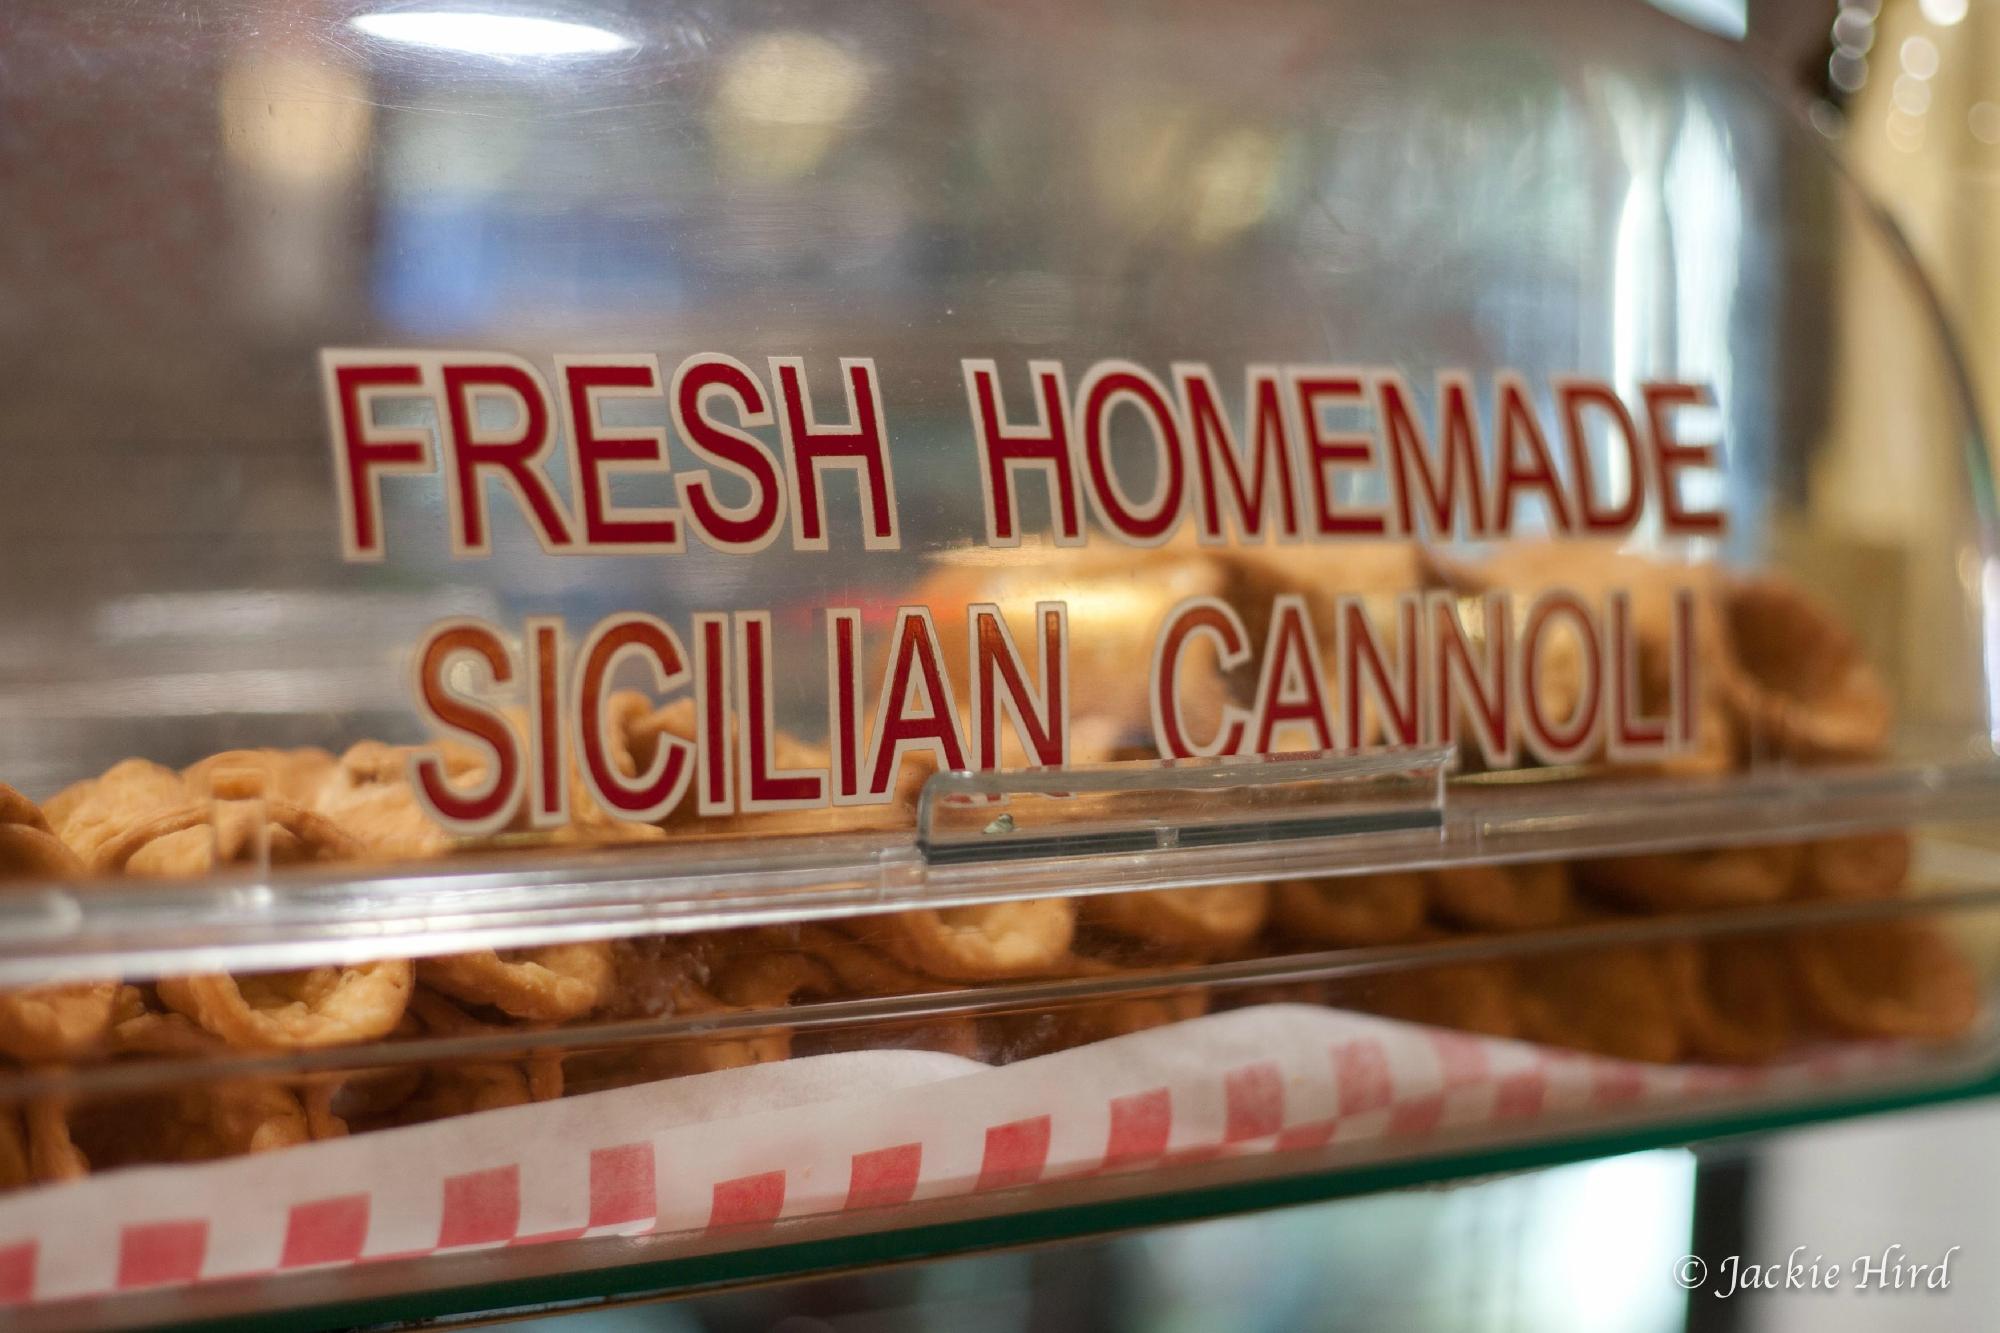 FRESH HOMEMADE
SICILIAN CANNOLI
© Jackie Hird